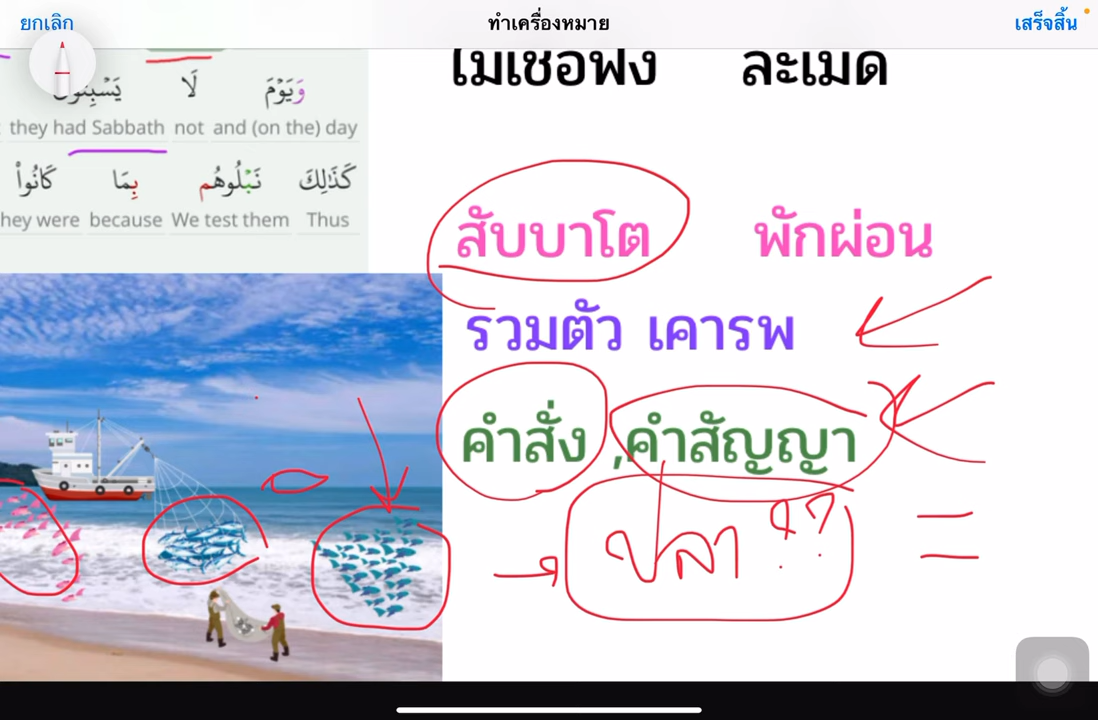 ยกเลิก ทำเครื่องหมาย เสร็จสิ้น
ไม่เชื่อฟัง ละเมิด
وَيَوْمَ لَا يَسْبِتُونَ
they had Sabbath not and (on the) day
كَذَٰلِكَ نَبْلُوهُم بِمَا كَانُوا۟
hey were because We test them Thus
สับบาโต พักผ่อน
รวมตัว เคารพ
คำสั่ง ,คำสัญญา
ปลา ?? =